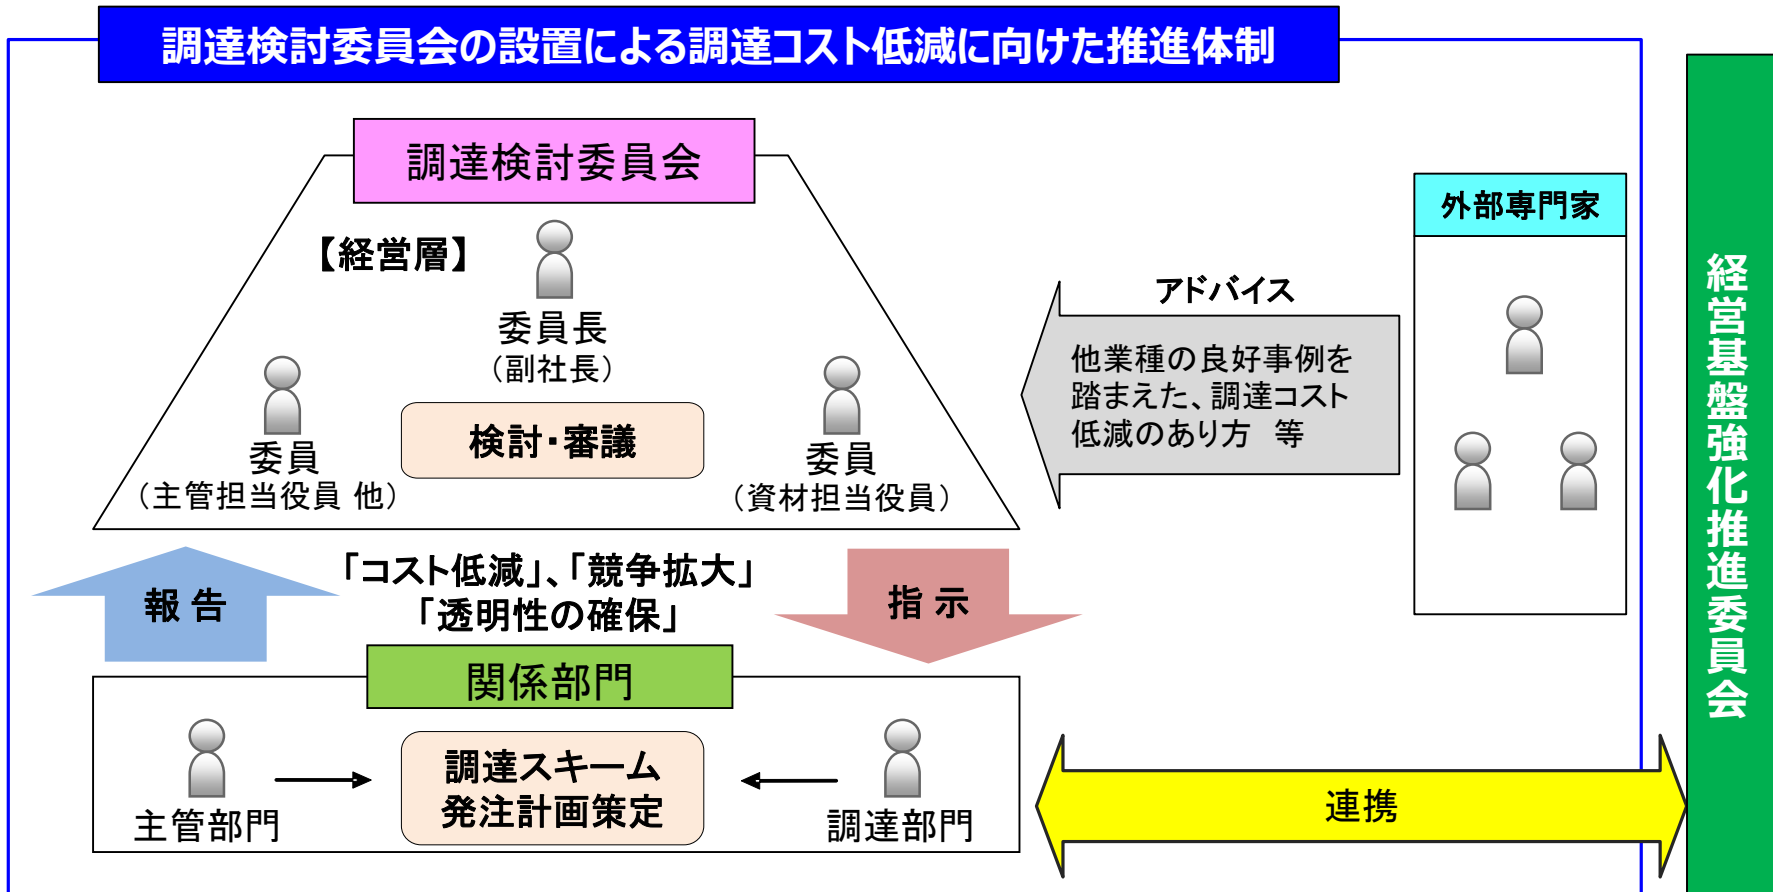 調達検討委員会の設置による調達コスト低減に向けた推進体制
調達検討委員会
【経営層】
委員長
（副社長）
委員
（主管担当役員 他）
検討・審議
委員
（資材担当役員）
アドバイス
他業種の良好事例を
踏まえた、調達コスト
低減のあり方　等
外部専門家
経営基盤強化推進委員会
報 告
「コスト低減」、「競争拡大」
「透明性の確保」
指 示
関係部門
主管部門
調達スキーム
発注計画策定
調達部門
連携